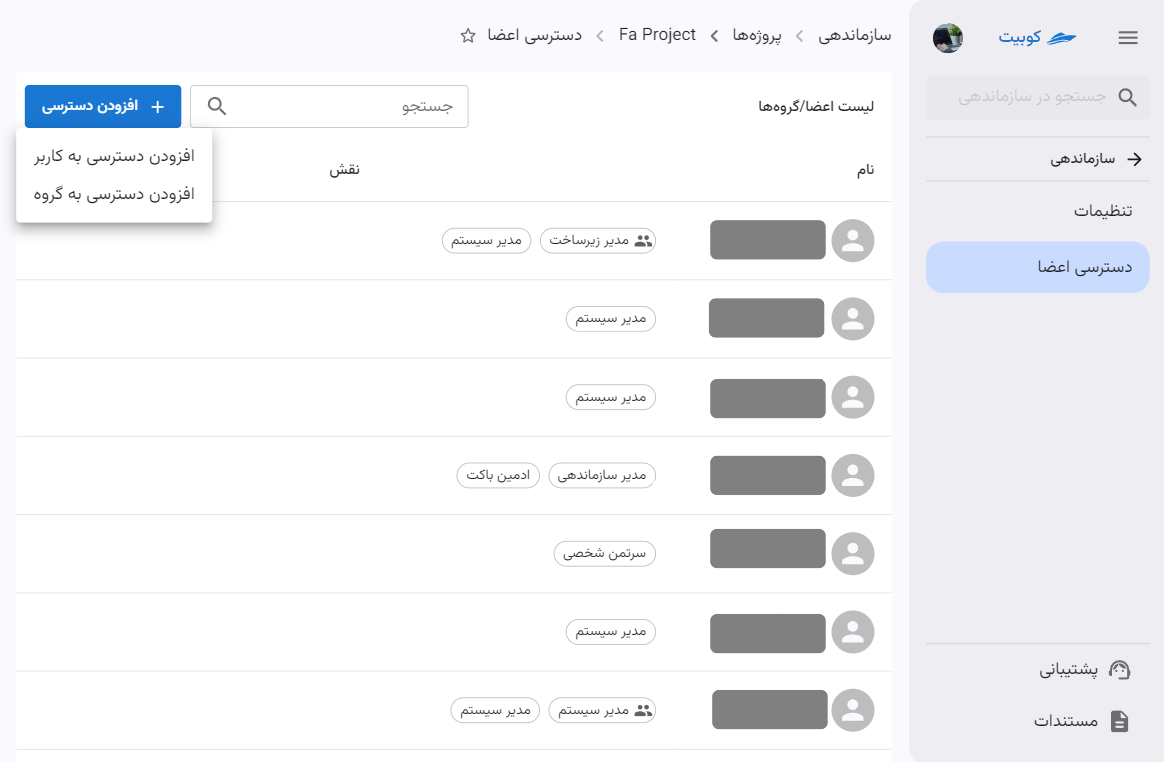 کوبیت
جستجو در سازماندهی
سازماندهی
تنظیمات
دسترسی اعضا
پشتیبانی
مستندات
سازماندهی
پروژه‌ها
Fa Project
دسترسی اعضا
لیست اعضا/گروه‌ها
جستجو
افزودن دسترسی
افزودن دسترسی به کاربر
افزودن دسترسی به گروه
نام
نقش
مدیر زیرساخت
مدیر سیستم
مدیر سیستم
مدیر سیستم
مدیر سازماندهی
ادمین باکت
سرتمن شخصی
مدیر سیستم
مدیر سیستم
مدیر سیستم